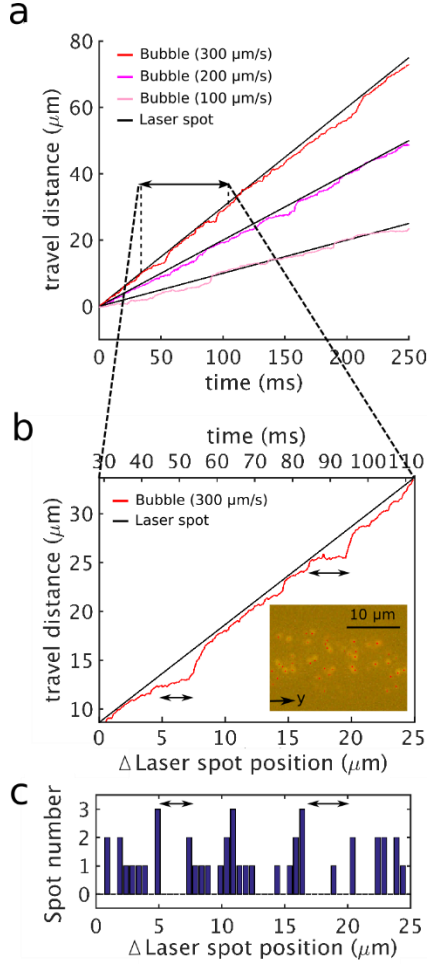 a
Bubble (300 µm/s)
Bubble (200 µm/s)
Bubble (100 µm/s)
Laser spot
travel distance (µm)
80
60
40
20
0
0 50 100 150 200 250
time (ms)
b
time (ms)
30 40 50 60 70 80 90 100 110
Bubble (300 µm/s)
Laser spot
travel distance (µm)
30
25
20
15
10
10 µm
y
0 5 10 15 20 25
Δ Laser spot position (µm)
c
Spot number
3
2
1
0
0 5 10 15 20 25
Δ Laser spot position (µm)